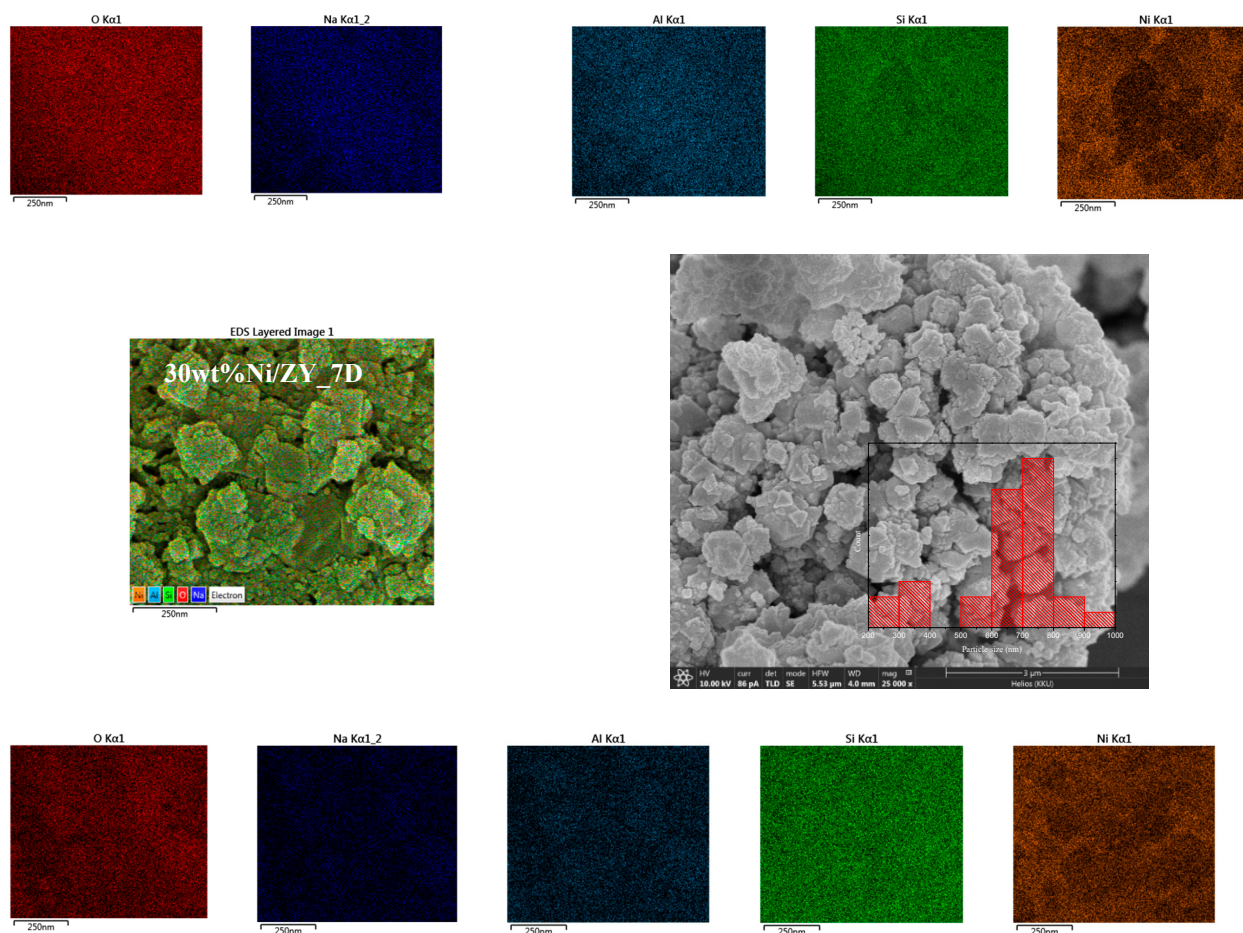 O Kα1
Na Kα1_2
Al Kα1
Si Kα1
Ni Kα1
250nm
250nm
250nm
250nm
250nm
EDS Layered Image 1
30wt%Ni/ZY_7D
Ni Al Si O Na Electron
250nm
Count
200 300 400 500 600 700 800 900 1000
Particle size (nm)
HV curr det mode HFW WD mag
10.00 kV 86 pA TLD SE 5.53 µm 4.0 mm 25 000 x
3 µm
Helios (KKU)
O Kα1
Na Kα1_2
Al Kα1
Si Kα1
Ni Kα1
250nm
250nm
250nm
250nm
250nm